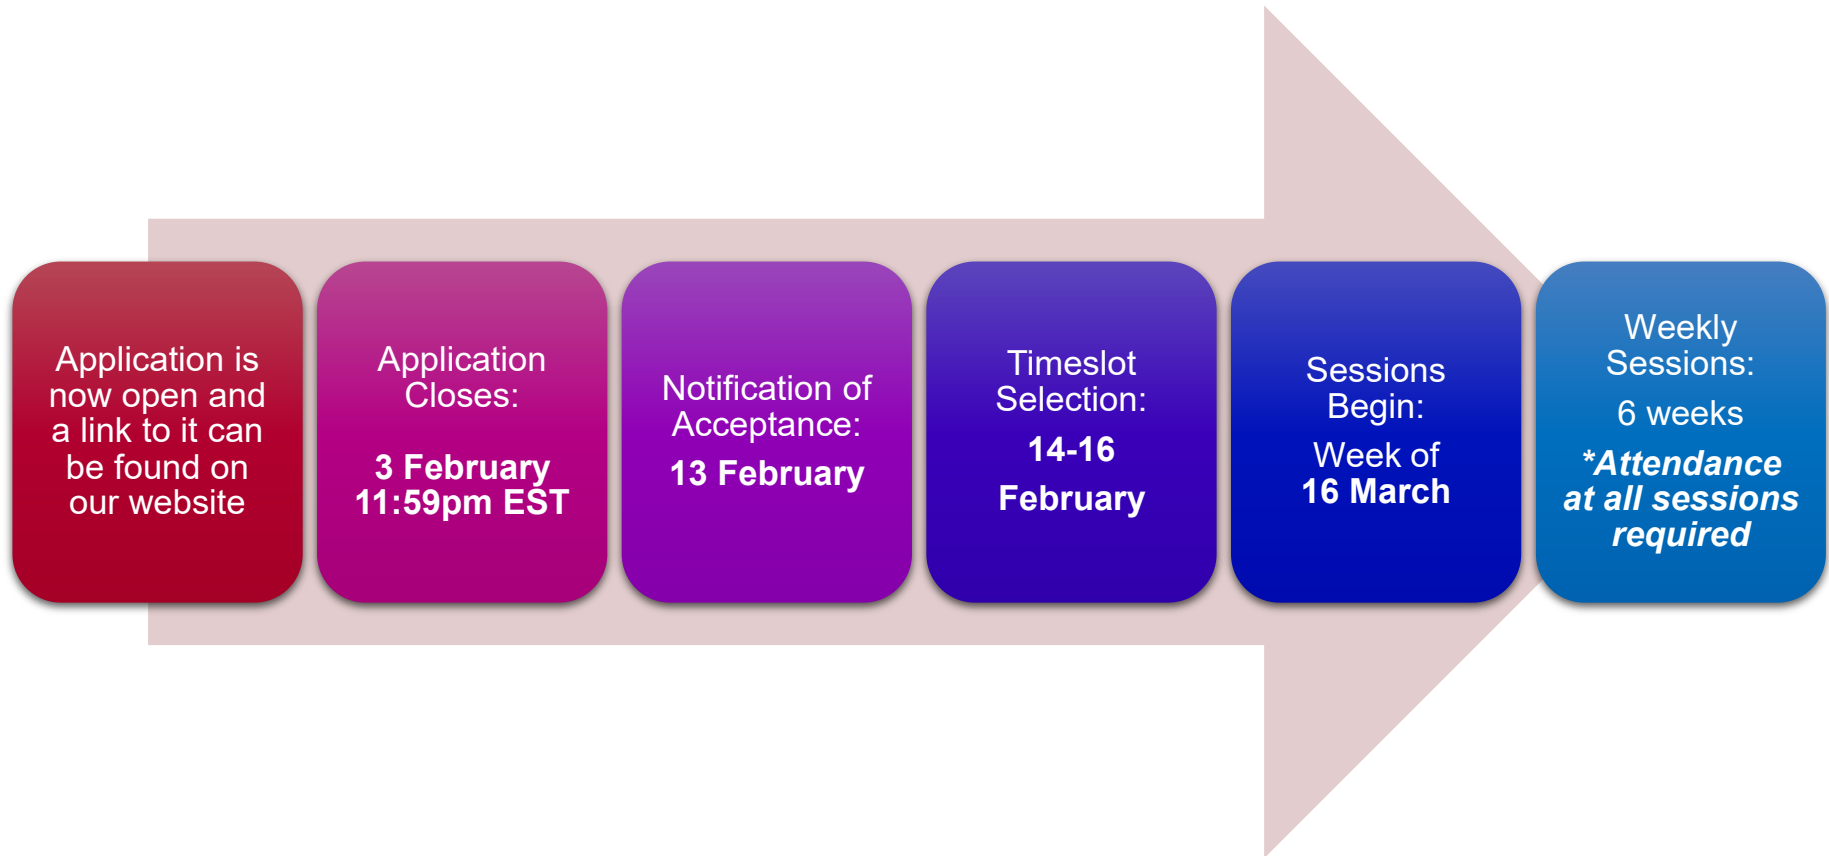 Application is
now open and
a link to it can
be found on
our website
Application
Closes:
3 February
11:59pm EST
Notification of
Acceptance:
13 February
Timeslot
Selection:
14-16
February
Sessions
Begin:
Week of
16 March
Weekly
Sessions:
6 weeks
*Attendance
at all sessions
required